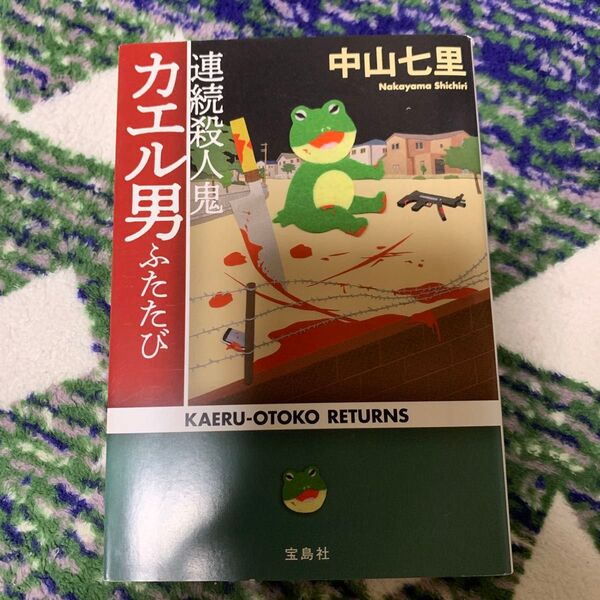 中山七里
Nakayama Shichiri
連続殺人鬼
カエル男
ふたたび
KAERU-OTOKO RETURNS
宝島社